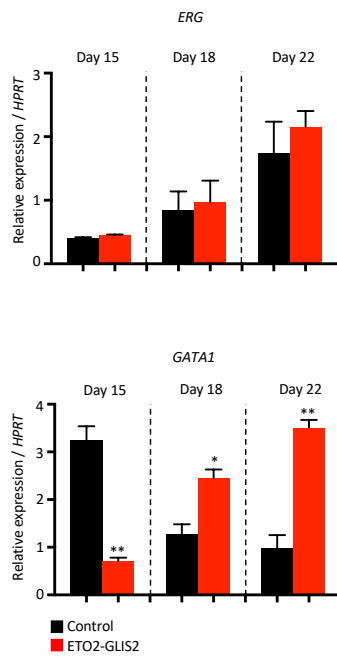 ERG
Day 15 Day 18 Day 22
Relative expression / HPRT
3
2
1
0
GATA1
Day 15 Day 18 Day 22
Relative expression / HPRT
4
3
2
1
0
** * **
Control
ETO2-GLIS2